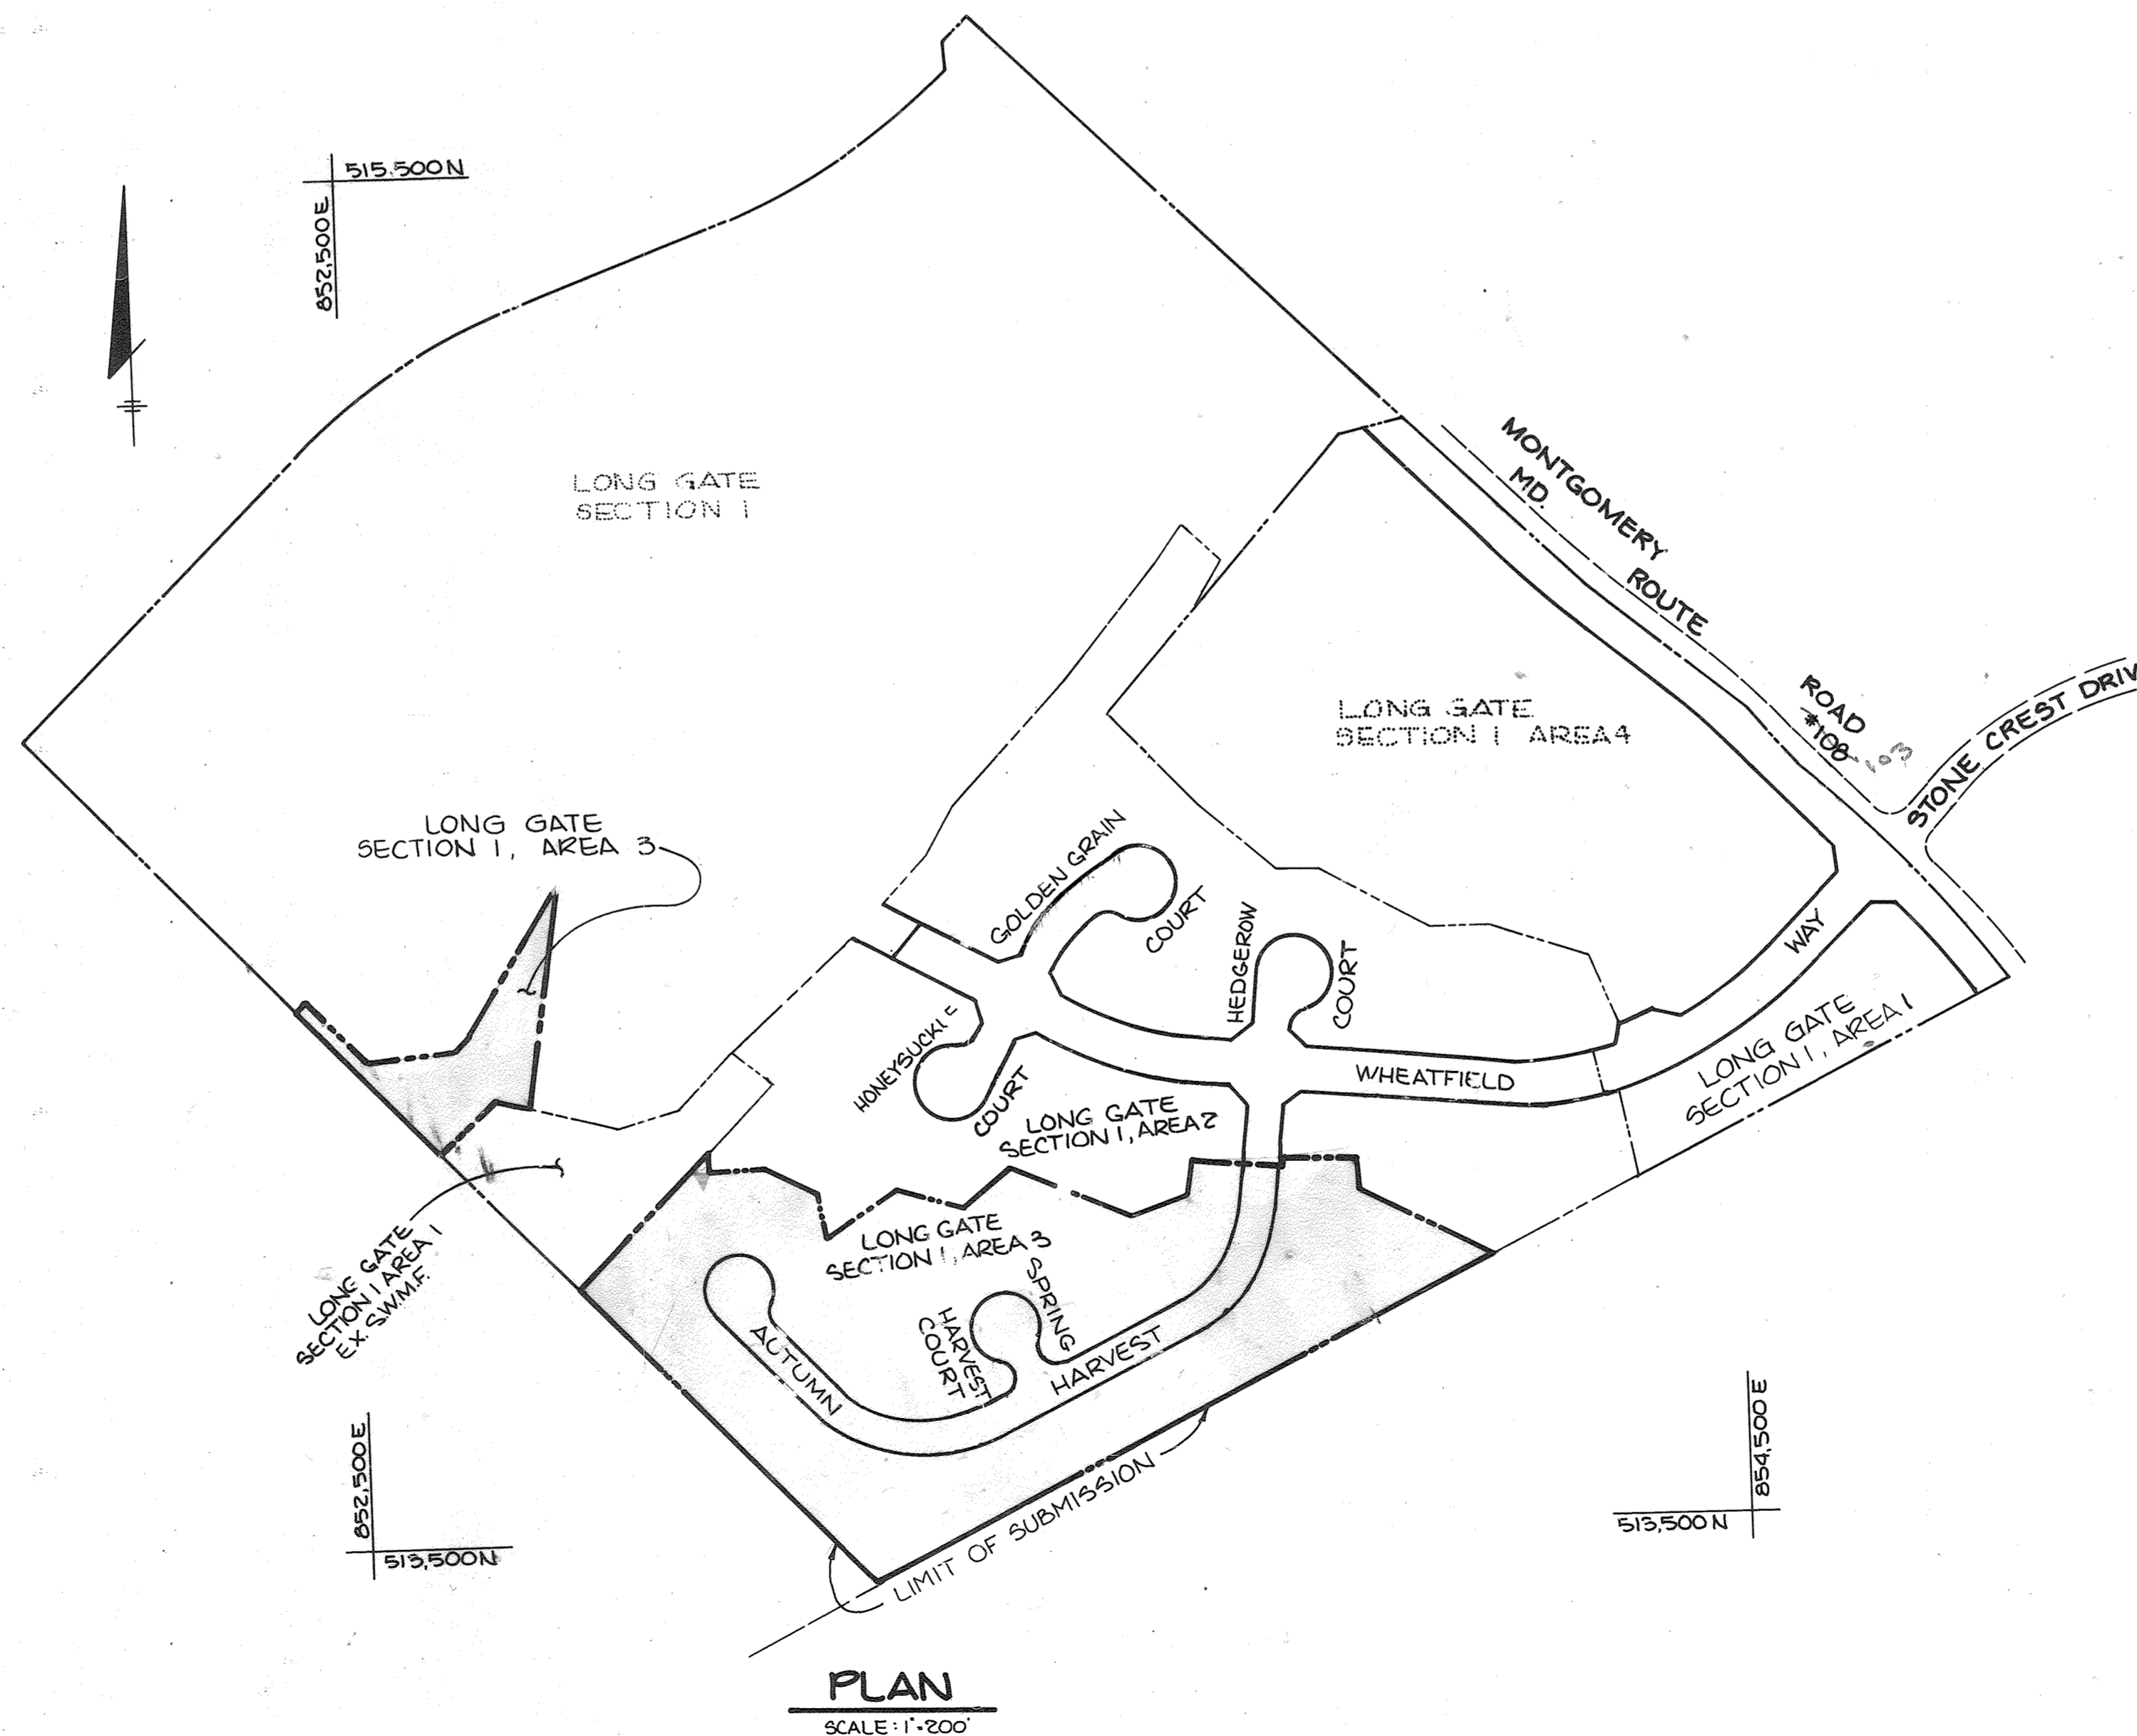 515,500N
852,500E
LONG GATE
SECTION 1
MONTGOMERY
MD.
ROUTE
ROAD
#108
103
STONE CREST DRIV
LONG GATE
SECTION 1 AREA 4
LONG GATE
SECTION 1, AREA 3
GOLDEN GRAIN
COURT
HEDGEROW
COURT
WAY
HONEYSUCKLE
COURT
WHEATFIELD
LONG GATE
SECTION 1, AREA 1
LONG GATE
SECTION 1, AREA 2
LONG GATE
SECTION 1 AREA 1
EX. S.W.M.F.
LONG GATE
SECTION 1, AREA 3
SPRING
HARVEST
COURT
AUTUMN
HARVEST
852,500E
513,500N
LIMIT OF SUBMISSION
854,500E
513,500N
PLAN
SCALE: 1"=200'